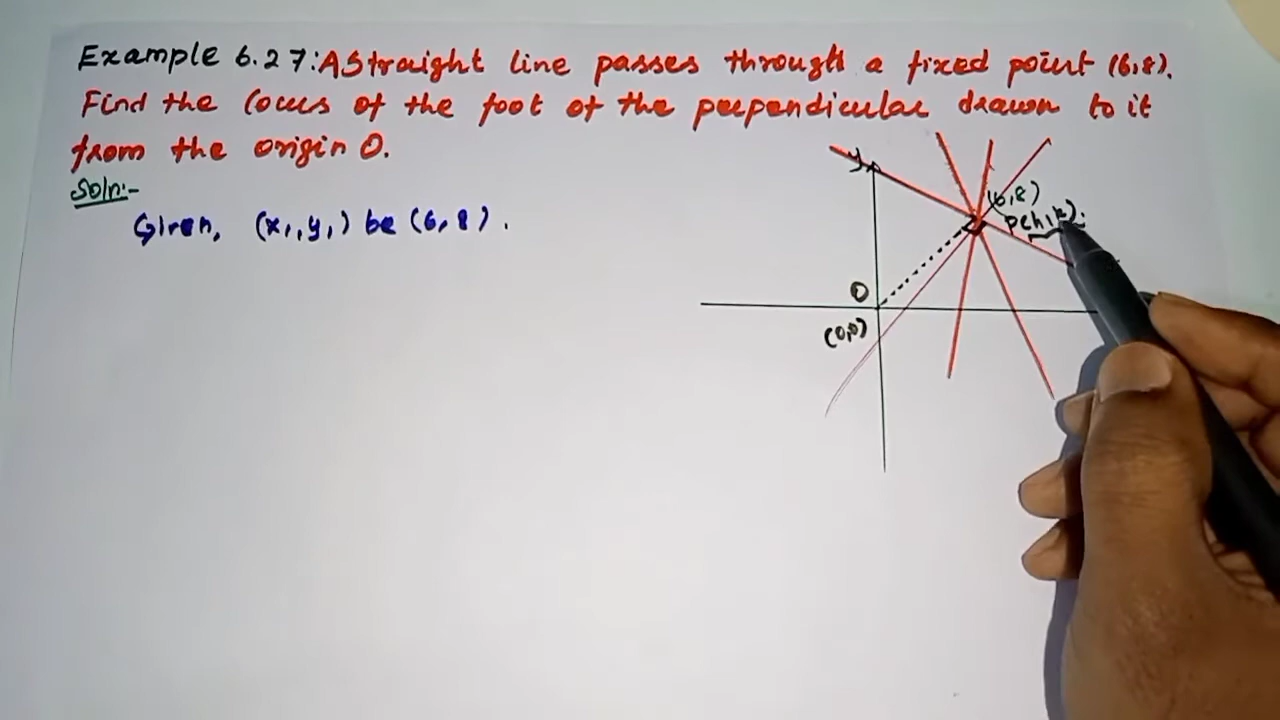 Example 6.27: A Straight line passes through a fixed point (6,8).
Find the locus of the foot of the perpendicular drawn to it
from the origin O.
Soln:-
Given, (x₁,y₁) be (6,8).
y
(6,8)
P(h,k):
O
(0,0)